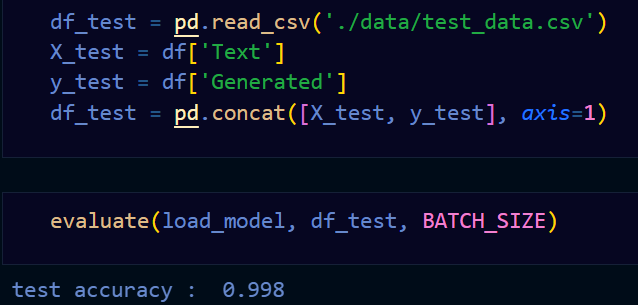 df_test = pd.read_csv('./data/test_data.csv')
X_test = df['Text']
y_test = df['Generated']
df_test = pd.concat([X_test, y_test], axis=1)
evaluate(load_model, df_test, BATCH_SIZE)
test accuracy :  0.998